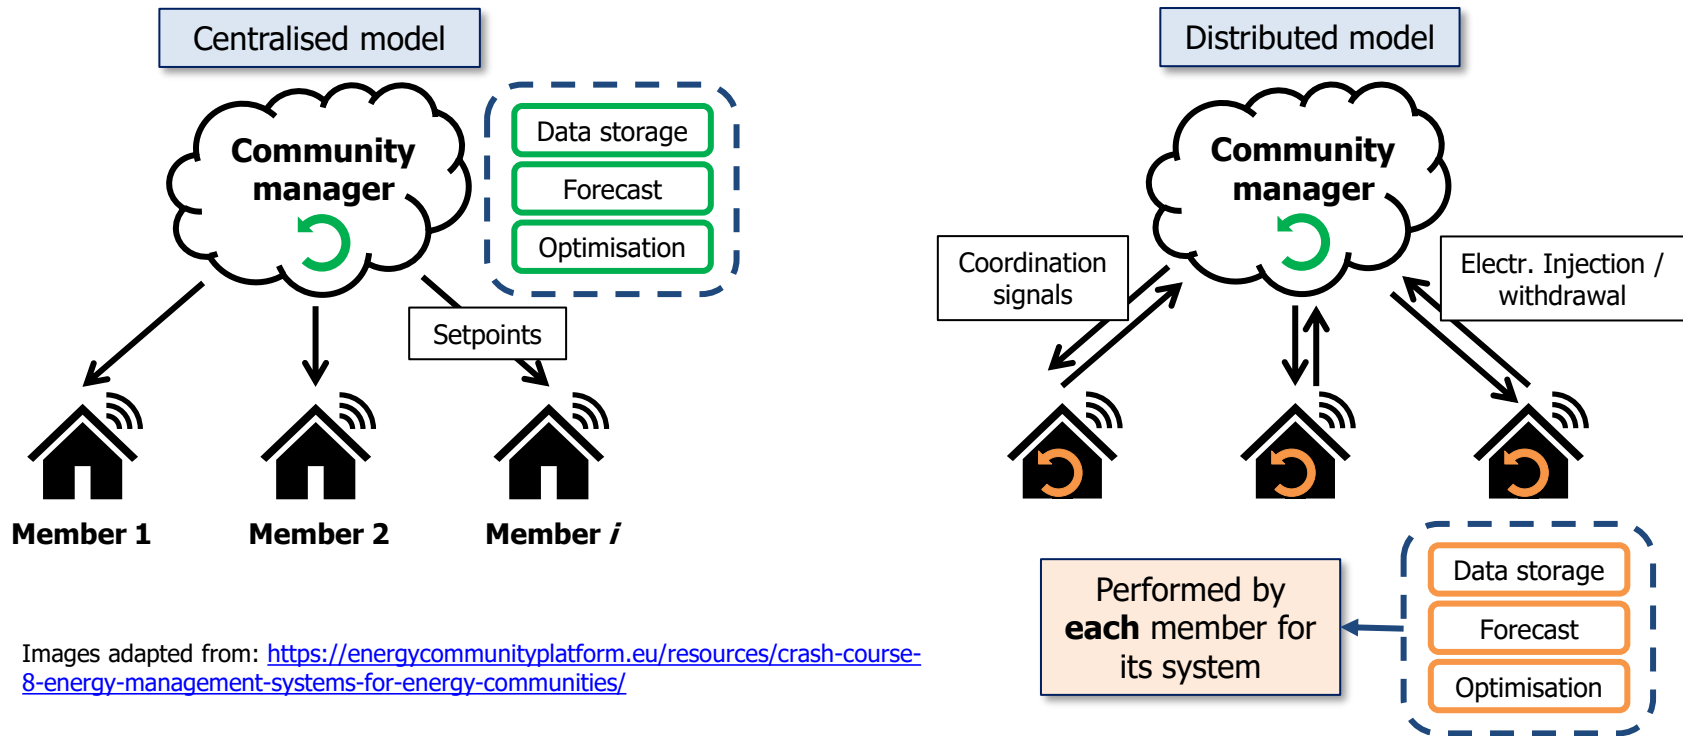 Centralised model
Community
manager
Data storage
Forecast
Optimisation
Setpoints
Member 1
Member 2
Member i
Images adapted from: https://energycommunityplatform.eu/resources/crash-course-
8-energy-management-systems-for-energy-communities/
Distributed model
Community
manager
Coordination
signals
Electr. Injection /
withdrawal
Performed by
each member for
its system
Data storage
Forecast
Optimisation